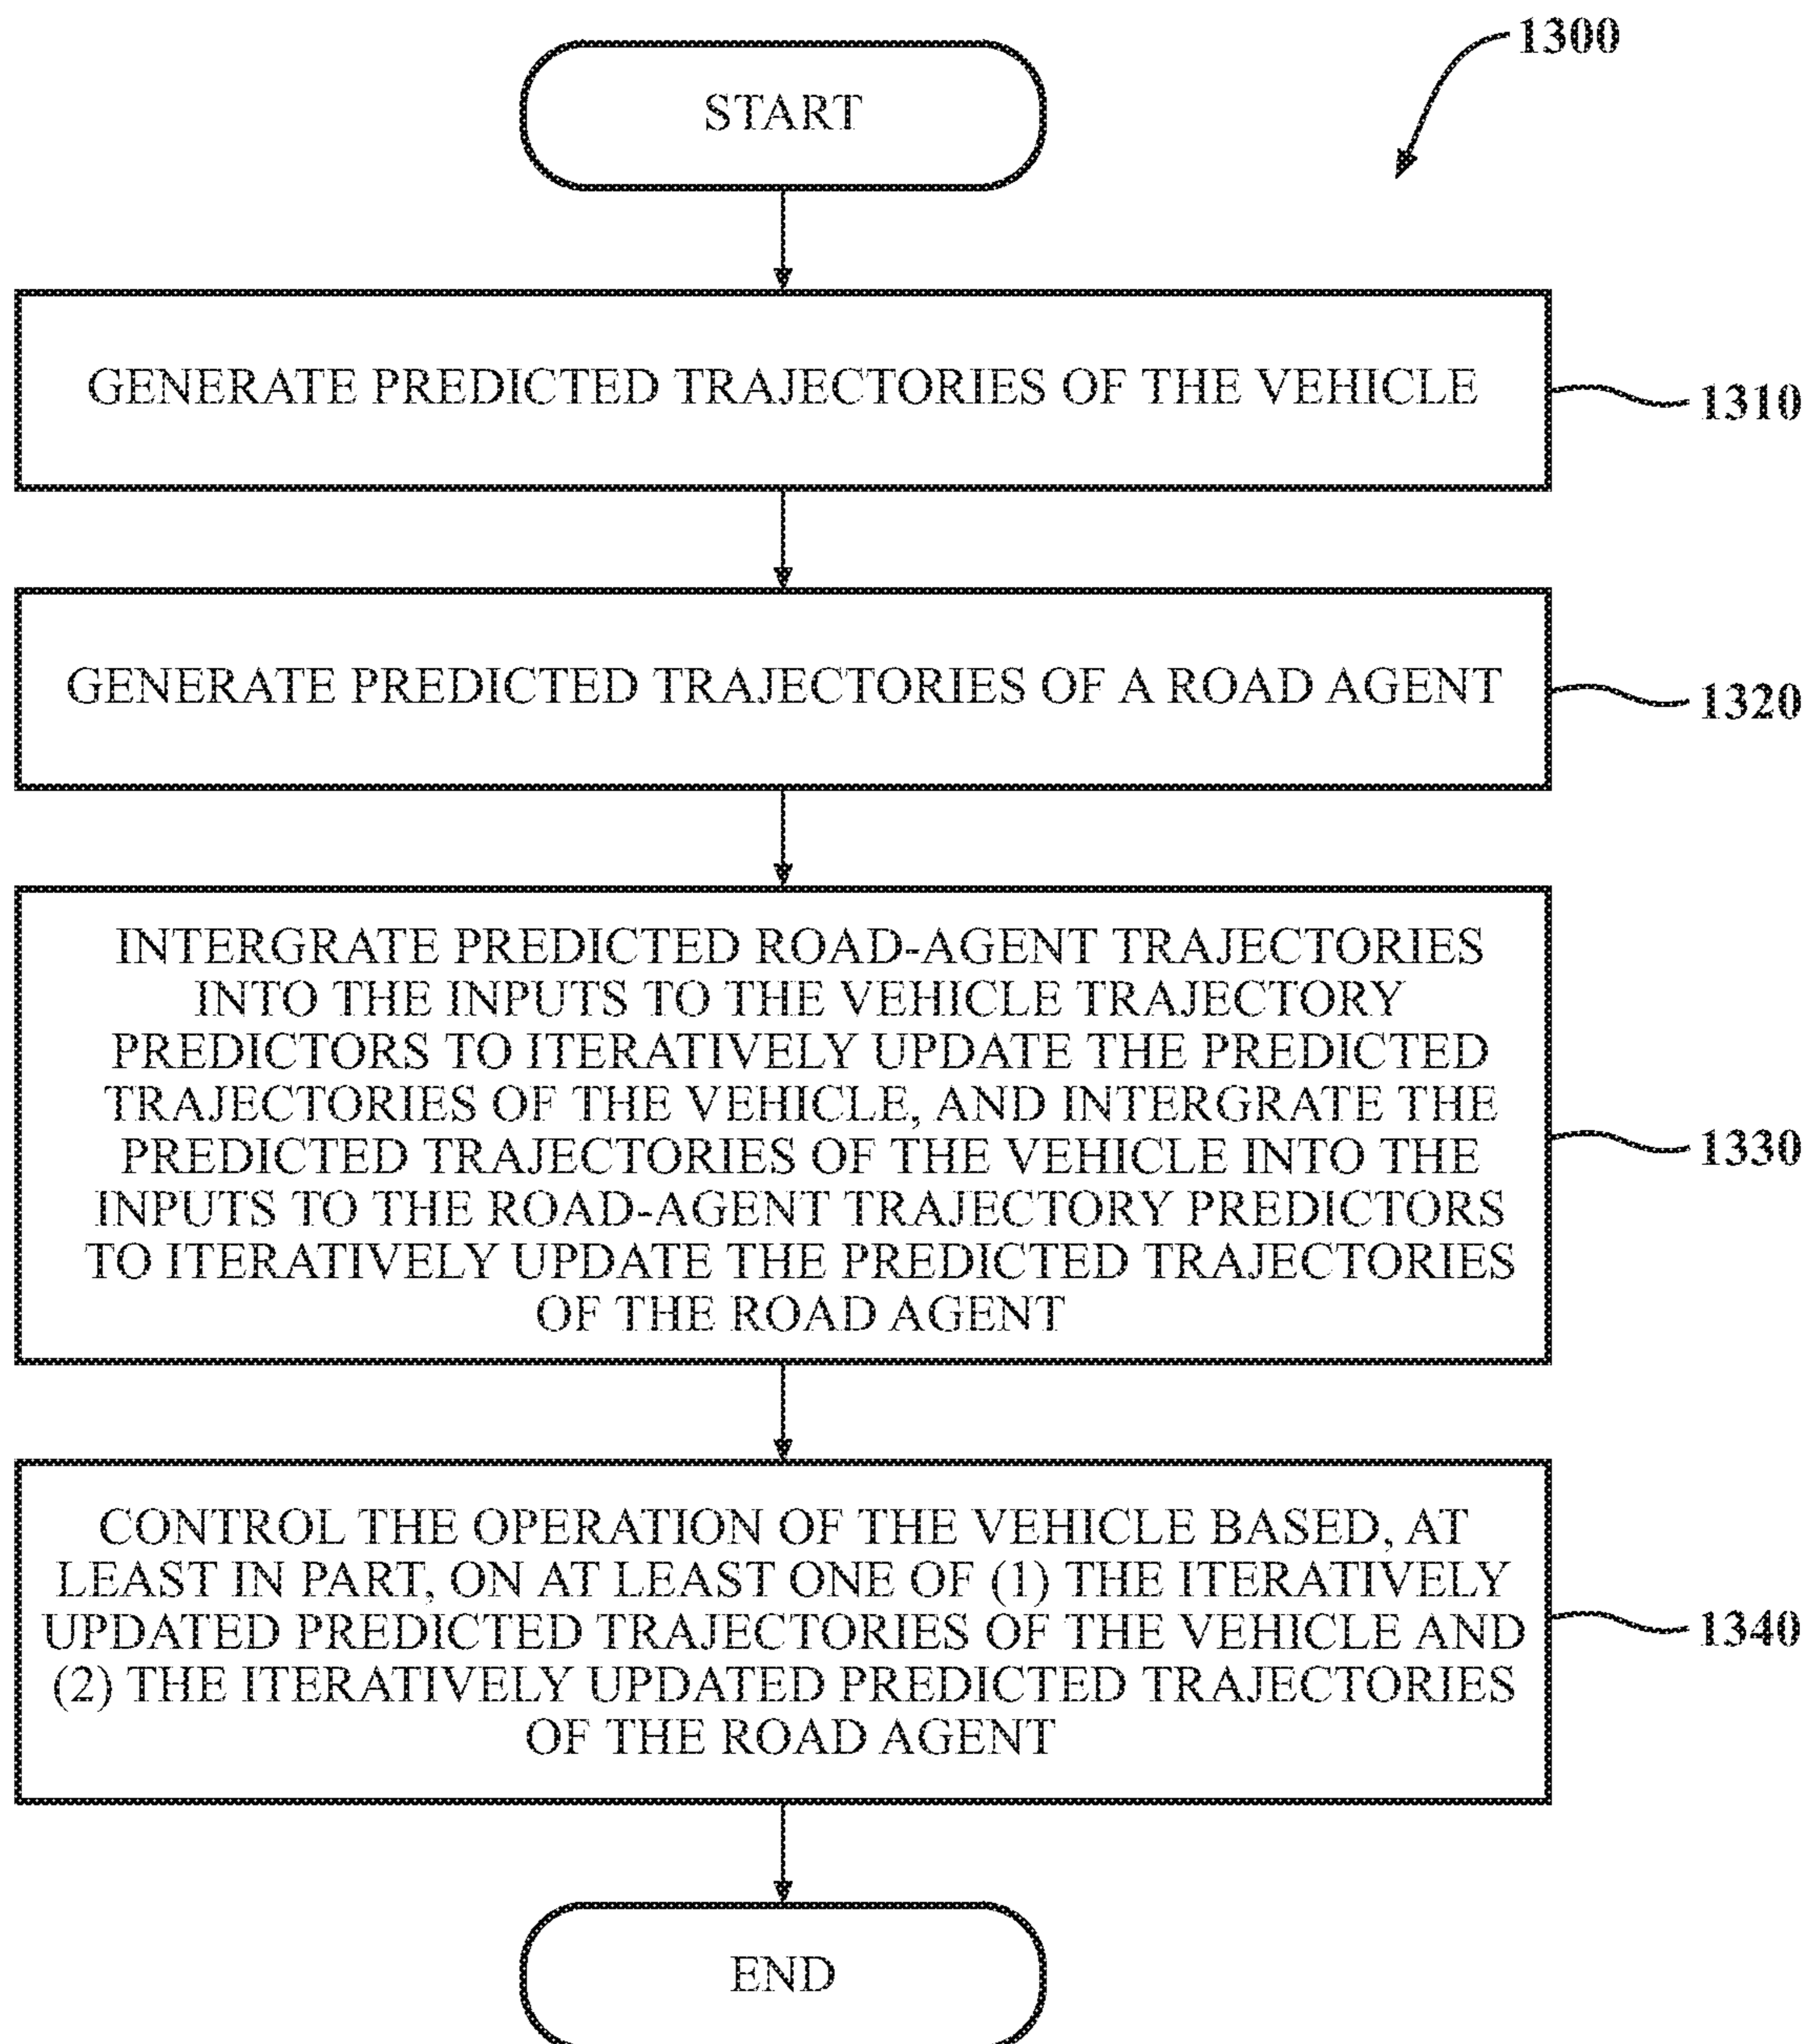 1300
START
GENERATE PREDICTED TRAJECTORIES OF THE VEHICLE
1310
GENERATE PREDICTED TRAJECTORIES OF A ROAD AGENT
1320
INTERGRATE PREDICTED ROAD-AGENT TRAJECTORIES
INTO THE INPUTS TO THE VEHICLE TRAJECTORY
PREDICTORS TO ITERATIVELY UPDATE THE PREDICTED
TRAJECTORIES OF THE VEHICLE, AND INTERGRATE THE
PREDICTED TRAJECTORIES OF THE VEHICLE INTO THE
INPUTS TO THE ROAD-AGENT TRAJECTORY PREDICTORS
TO ITERATIVELY UPDATE THE PREDICTED TRAJECTORIES
OF THE ROAD AGENT
1330
CONTROL THE OPERATION OF THE VEHICLE BASED, AT
LEAST IN PART, ON AT LEAST ONE OF (1) THE ITERATIVELY
UPDATED PREDICTED TRAJECTORIES OF THE VEHICLE AND
(2) THE ITERATIVELY UPDATED PREDICTED TRAJECTORIES
OF THE ROAD AGENT
1340
END